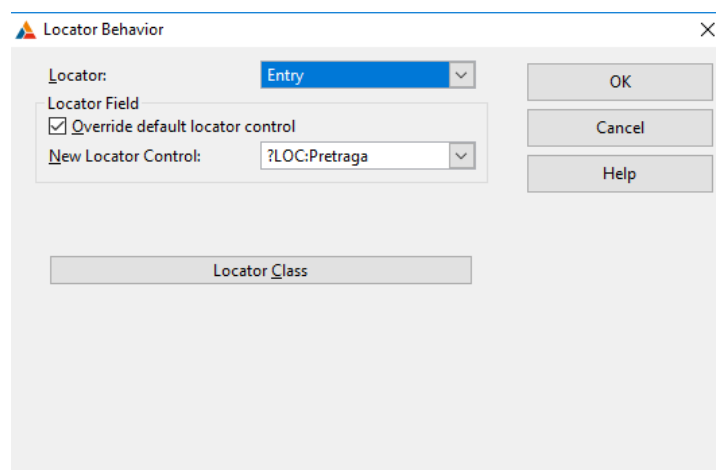 Locator Behavior
Locator: Entry
OK
Locator Field
Override default locator control
Cancel
New Locator Control: ?LOC:Pretraga
Help
Locator Class